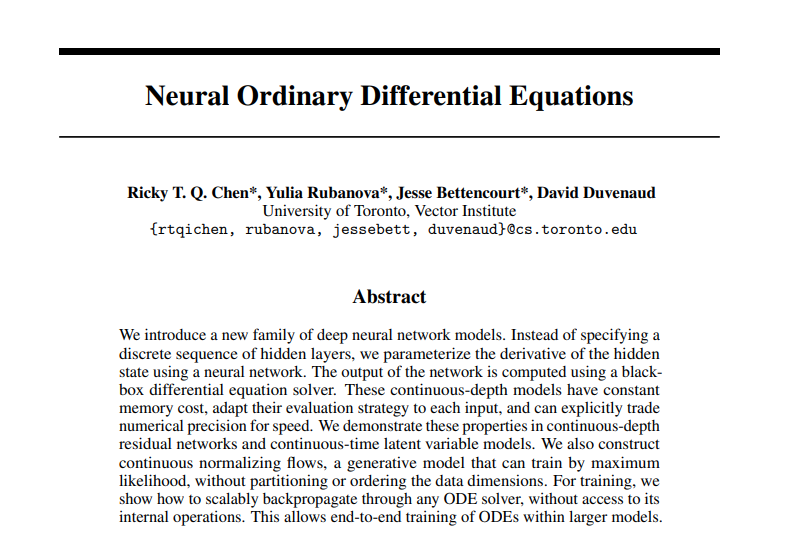 Neural Ordinary Differential Equations
Ricky T. Q. Chen*, Yulia Rubanova*, Jesse Bettencourt*, David Duvenaud
University of Toronto, Vector Institute
{rtqichen, rubanova, jessebett, duvenaud}@cs.toronto.edu
Abstract
We introduce a new family of deep neural network models. Instead of specifying a
discrete sequence of hidden layers, we parameterize the derivative of the hidden
state using a neural network. The output of the network is computed using a black-
box differential equation solver. These continuous-depth models have constant
memory cost, adapt their evaluation strategy to each input, and can explicitly trade
numerical precision for speed. We demonstrate these properties in continuous-depth
residual networks and continuous-time latent variable models. We also construct
continuous normalizing flows, a generative model that can train by maximum
likelihood, without partitioning or ordering the data dimensions. For training, we
show how to scalably backpropagate through any ODE solver, without access to its
internal operations. This allows end-to-end training of ODEs within larger models.